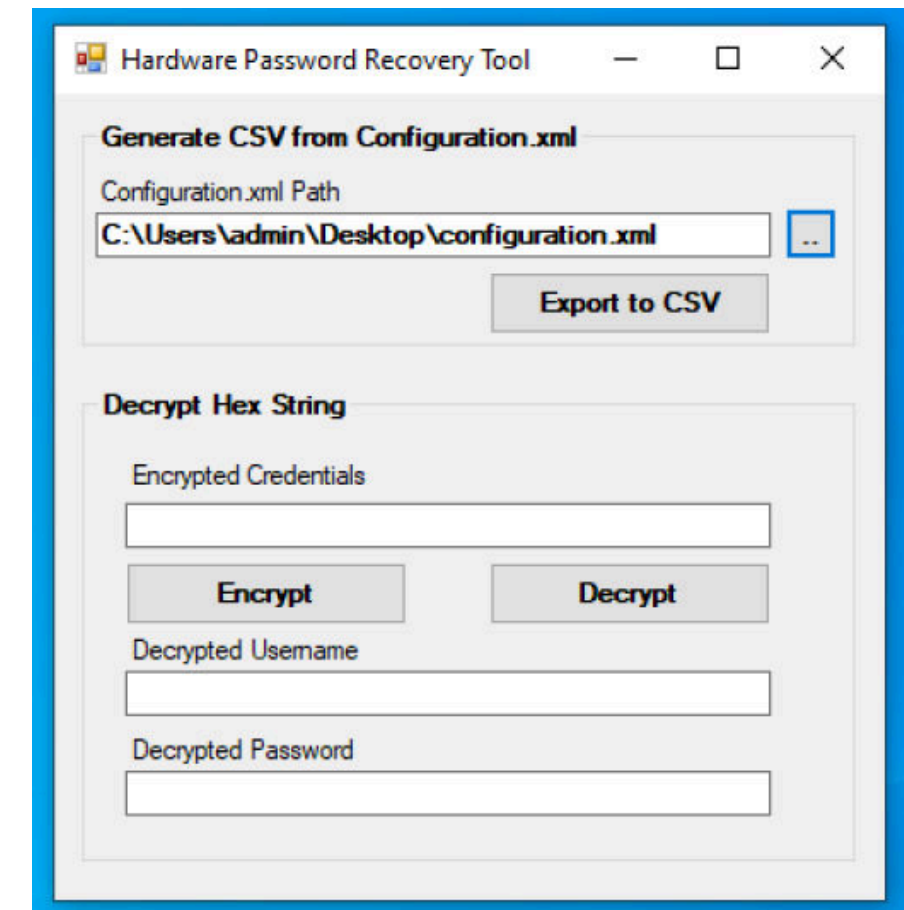 Hardware Password Recovery Tool
Generate CSV from Configuration.xml
Configuration.xml Path
C:\Users\admin\Desktop\configuration.xml
..
Export to CSV
Decrypt Hex String
Encrypted Credentials
Encrypt Decrypt
Decrypted Username
Decrypted Password